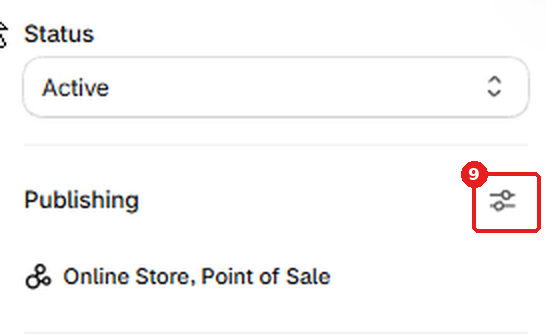 Status
Active
Publishing
9
Online Store, Point of Sale